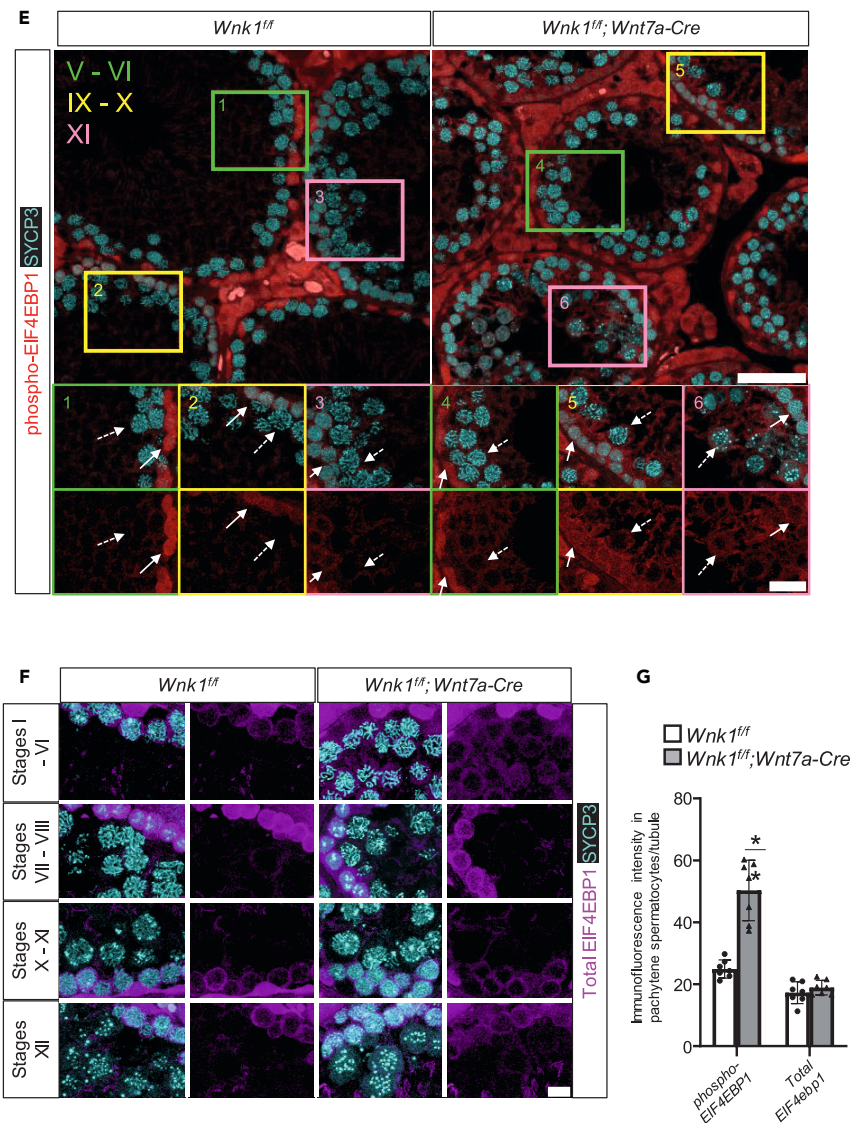 E
Wnk1f/f
Wnk1f/f; Wnt7a-Cre
phospho-EIF4EBP1 SYCP3
V - VI
IX - X
XI
1
2
3
4
5
6
1
2
3
4
5
6
F
Wnk1f/f
Wnk1f/f; Wnt7a-Cre
Stages I - VI
Stages VII - VIII
Stages X - XI
Stages XII
Total EIF4EBP1 SYCP3
G
Wnk1f/f
Wnk1f/f;Wnt7a-Cre
Immunofluorescence intensity in
pachytene spermatocytes/tubule
80
60
40
20
0
*
*
phospho-
EIF4EBP1
Total
EIF4ebp1